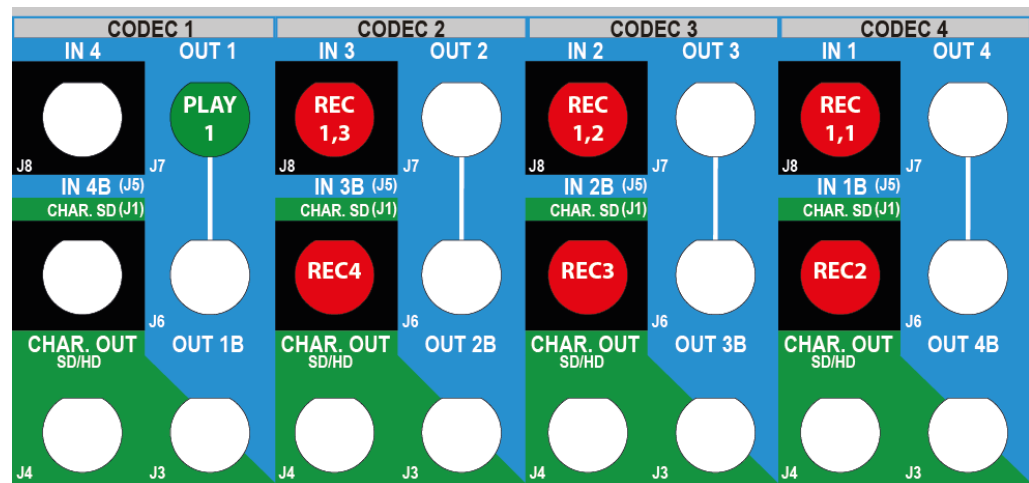 CODEC 1 CODEC 2 CODEC 3 CODEC 4
IN 4 OUT 1 IN 3 OUT 2 IN 2 OUT 3 IN 1 OUT 4
PLAY REC REC REC
1 1,3 1,2 1,1
J8 J7 J8 J7 J8 J7 J8 J7
IN 4B (J5) IN 3B (J5) IN 2B (J5) IN 1B (J5)
CHAR. SD (J1) CHAR. SD (J1) CHAR. SD (J1) CHAR. SD (J1)
REC4 REC3 REC2
J6 J6 J6 J6
CHAR. OUT OUT 1B CHAR. OUT OUT 2B CHAR. OUT OUT 3B CHAR. OUT OUT 4B
SD/HD SD/HD SD/HD SD/HD
J4 J3 J4 J3 J4 J3 J4 J3